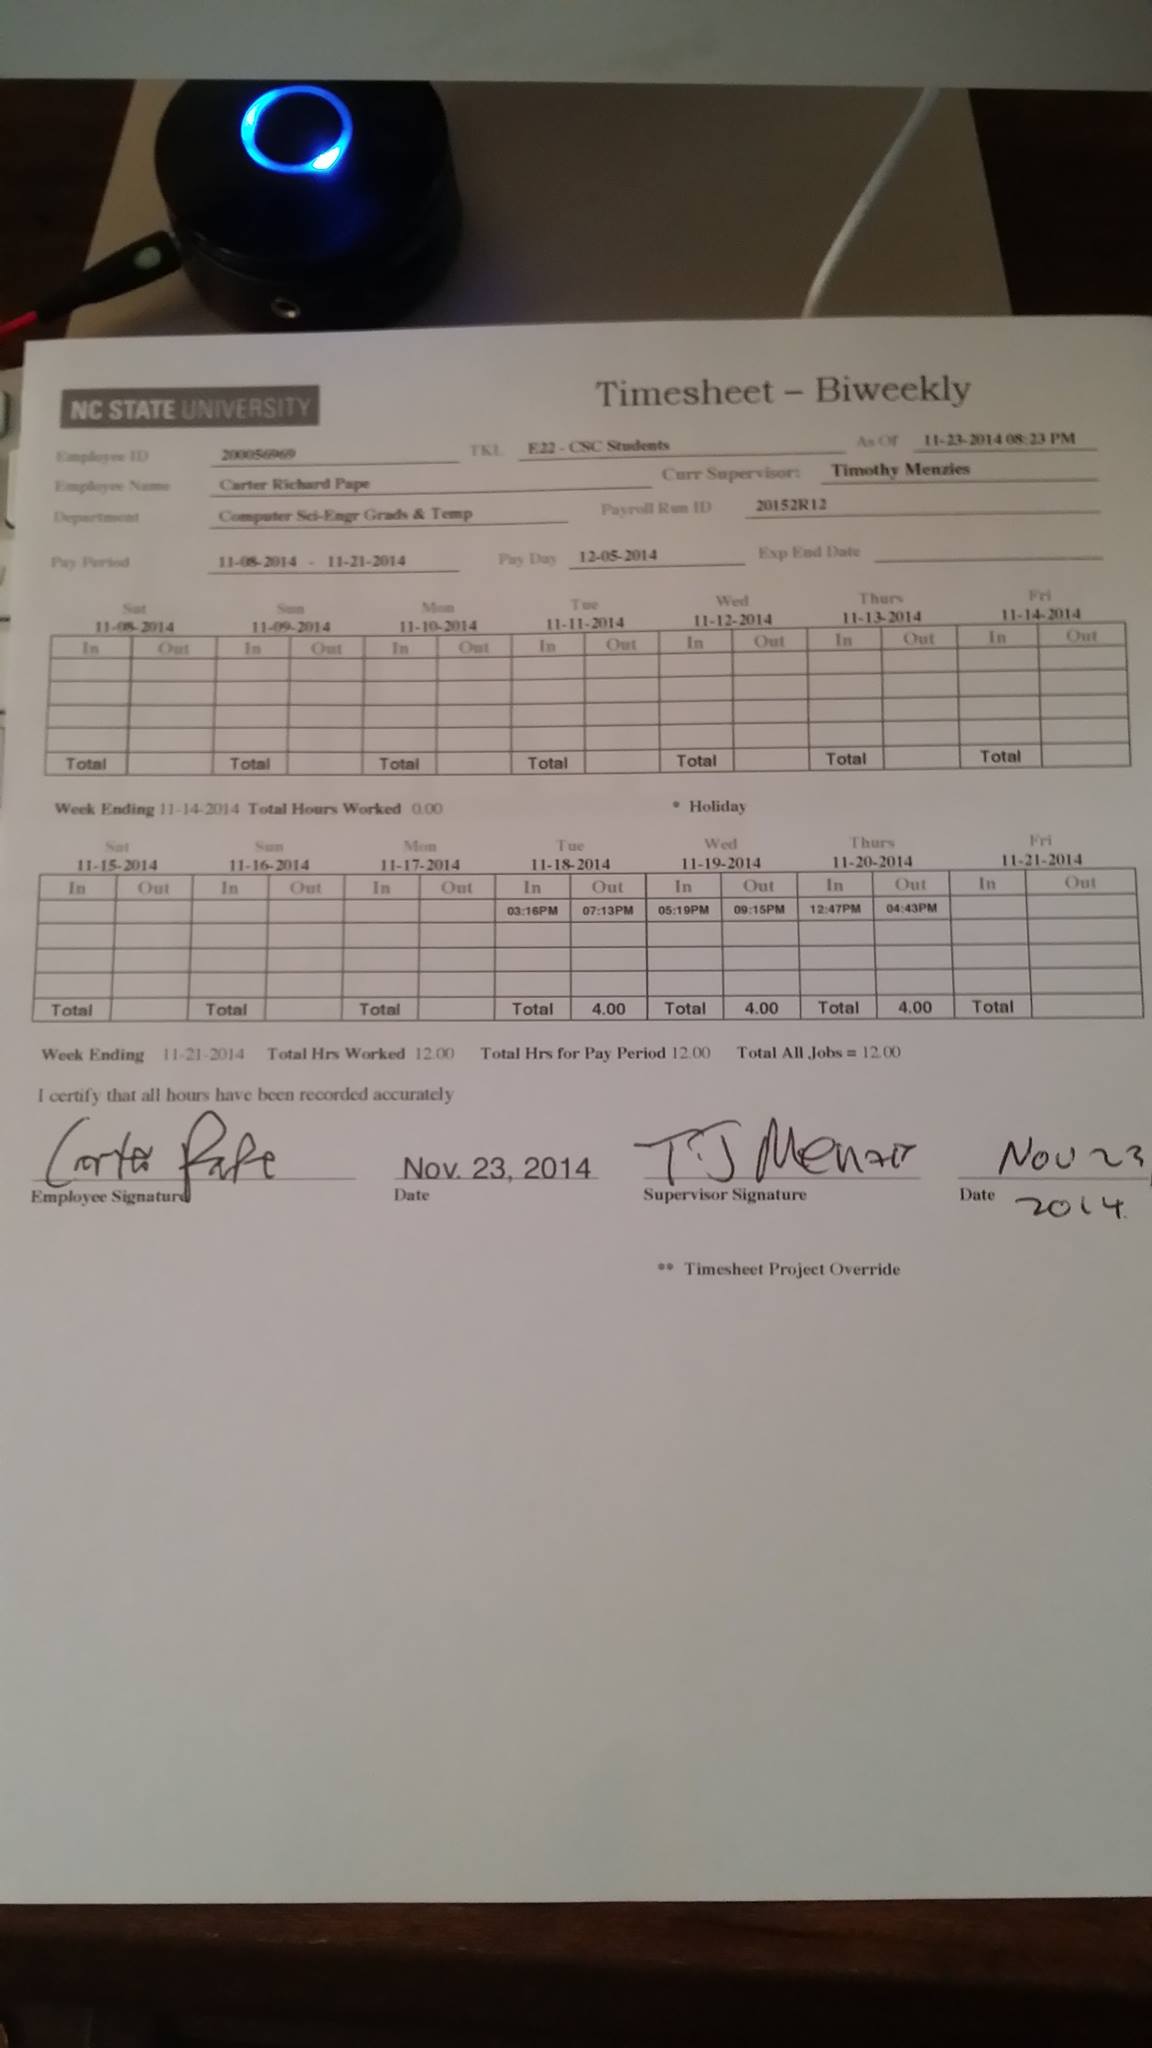 NC STATE UNIVERSITY
Timesheet – Biweekly
Employee ID 200056969 TKL E22 - CSC Students As Of 11-23-2014 08:23 PM
Employee Name Carter Richard Pape Curr Supervisor: Timothy Menzies
Department Computer Sci-Engr Grads & Temp Payroll Run ID 20152R12
Pay Period 11-08-2014 - 11-21-2014 Pay Day 12-05-2014 Exp End Date
Sat Sun Mon Tue Wed Thurs Fri
11-08-2014 11-09-2014 11-10-2014 11-11-2014 11-12-2014 11-13-2014 11-14-2014
In Out In Out In Out In Out In Out In Out In Out
Total Total Total Total Total Total Total
Week Ending 11-14-2014 Total Hours Worked 0.00 * Holiday
Sat Sun Mon Tue Wed Thurs Fri
11-15-2014 11-16-2014 11-17-2014 11-18-2014 11-19-2014 11-20-2014 11-21-2014
In Out In Out In Out In Out In Out In Out In Out
03:16PM 07:13PM 05:19PM 09:15PM 12:47PM 04:43PM
Total Total Total Total 4.00 Total 4.00 Total 4.00 Total
Week Ending 11-21-2014 Total Hrs Worked 12.00 Total Hrs for Pay Period 12.00 Total All Jobs = 12.00
I certify that all hours have been recorded accurately
Carter Pape Nov. 23, 2014 TJ Menzies Nov 23
Employee Signature Date Supervisor Signature Date 2014.
** Timesheet Project Override